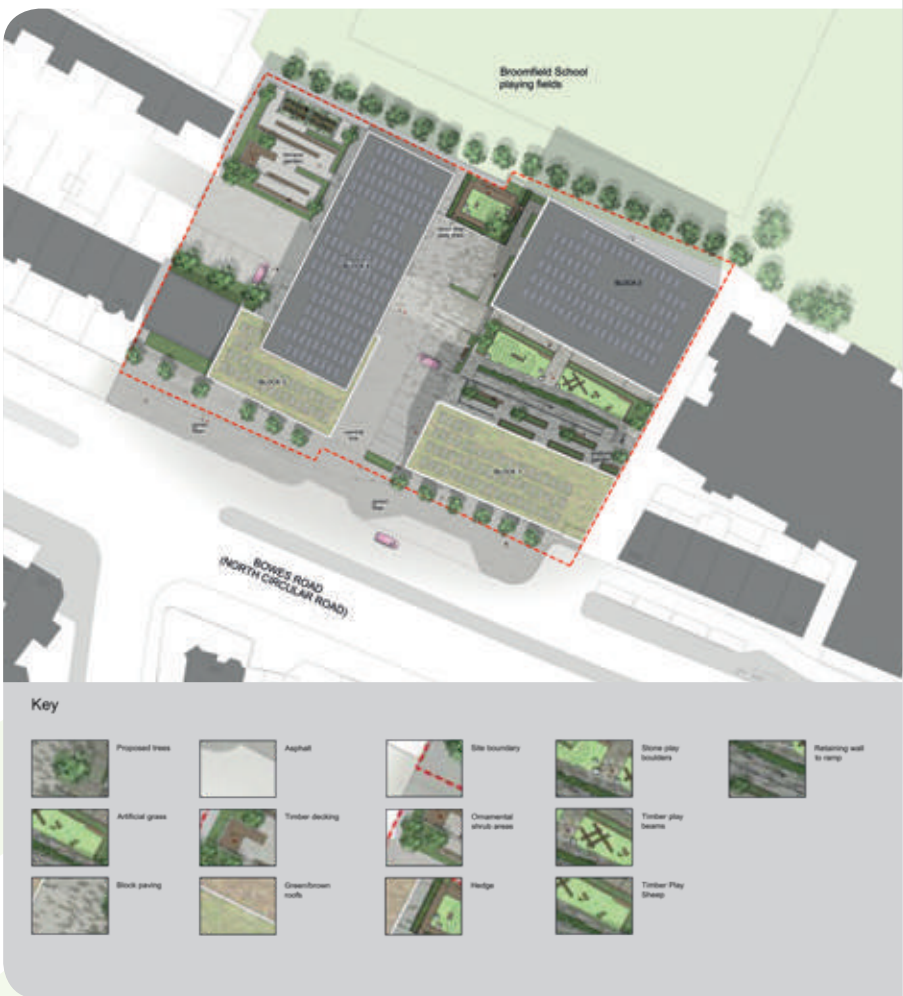 Broomfield School
playing fields
BLOCK 2
BLOCK 3
BLOCK 1
BOWES ROAD
(NORTH CIRCULAR ROAD)
Key
Proposed trees
Asphalt
Site boundary
Stone play
boulders
Retaining wall
to ramp
Artificial grass
Timber decking
Ornamental
shrub areas
Timber play
beams
Block paving
Green/brown
roofs
Hedge
Timber Play
Sheep